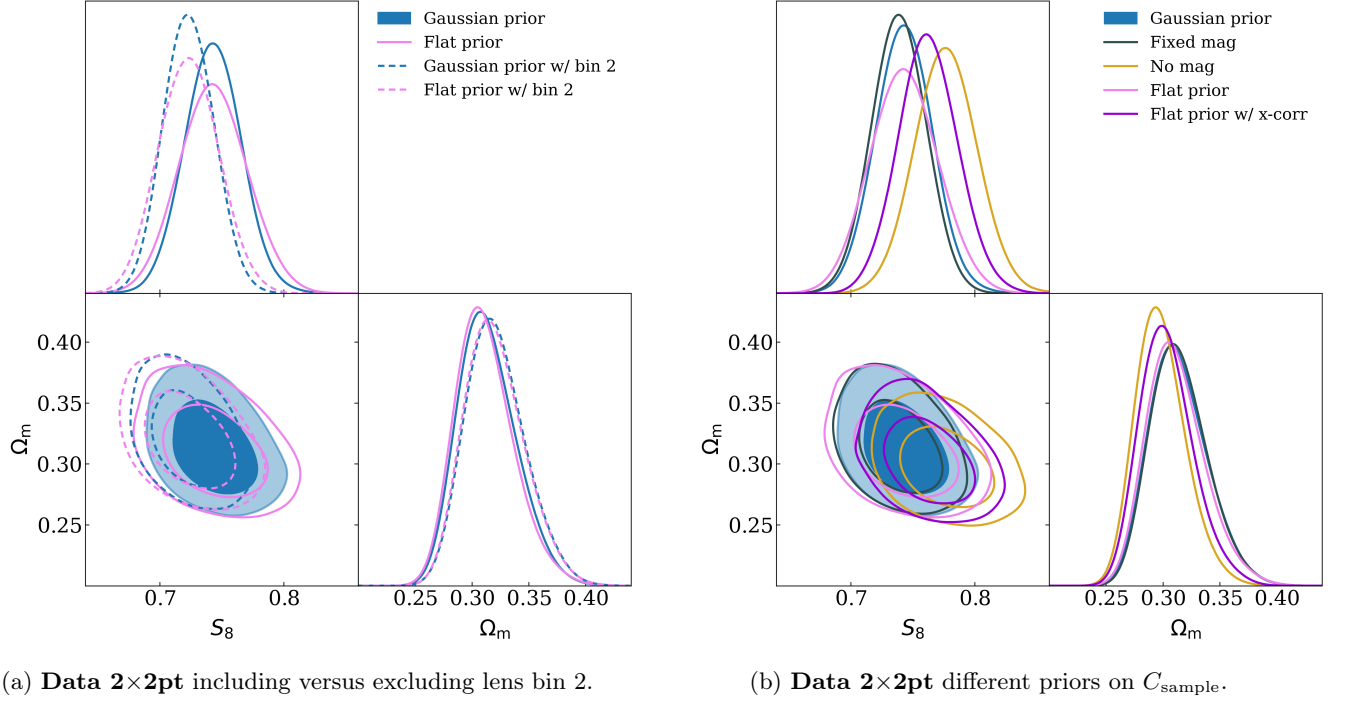 Gaussian prior
Flat prior
Gaussian prior w/ bin 2
Flat prior w/ bin 2
0.40
0.35
0.30
0.25
Ωm
0.7
0.8
S8
0.25
0.30
0.35
0.40
Ωm
(a) Data 2×2pt including versus excluding lens bin 2.
Gaussian prior
Fixed mag
No mag
Flat prior
Flat prior w/ x-corr
0.40
0.35
0.30
0.25
Ωm
0.7
0.8
S8
0.25
0.30
0.35
0.40
Ωm
(b) Data 2×2pt different priors on Csample.